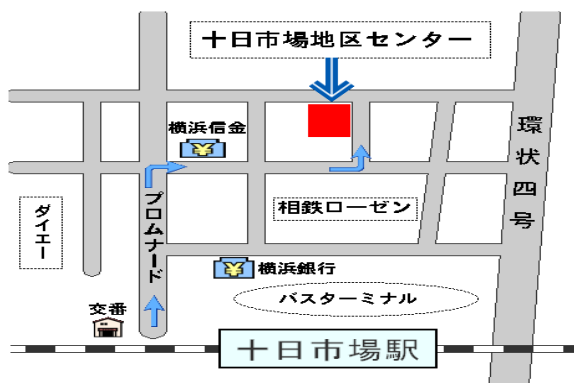 十日市場地区センター
横浜信金
環状四号
プロムナード
相鉄ローゼン
ダイエー
横浜銀行
バスターミナル
交番
十日市場駅